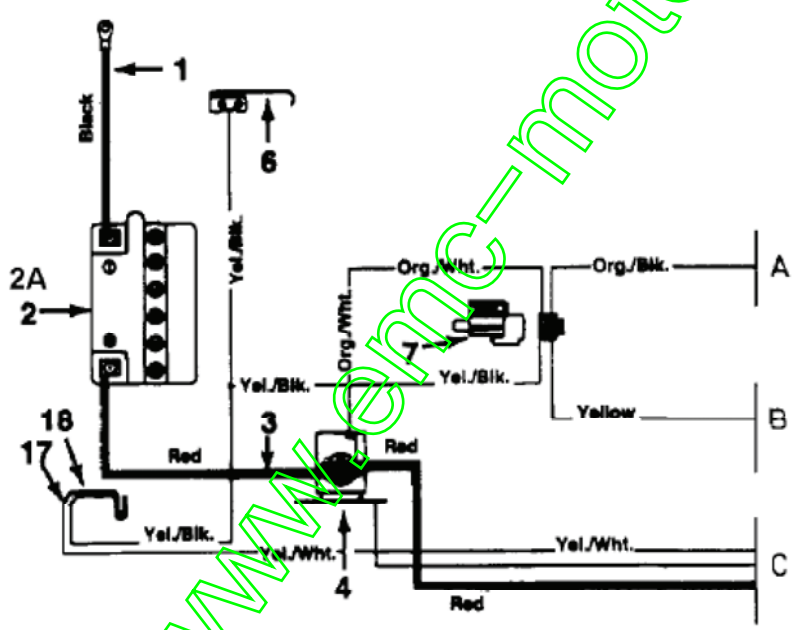 1
Black
6
Yel./Blk.
2A
2
Org./Wht.
Org./Blk.
A
Org./Wht.
7
Yel./Blk.
Yel./Blk.
Yellow
B
18
17
3
Red
Red
Yel./Blk.
Yel./Wht.
Yel./Wht.
4
C
Red
www.emc-moto